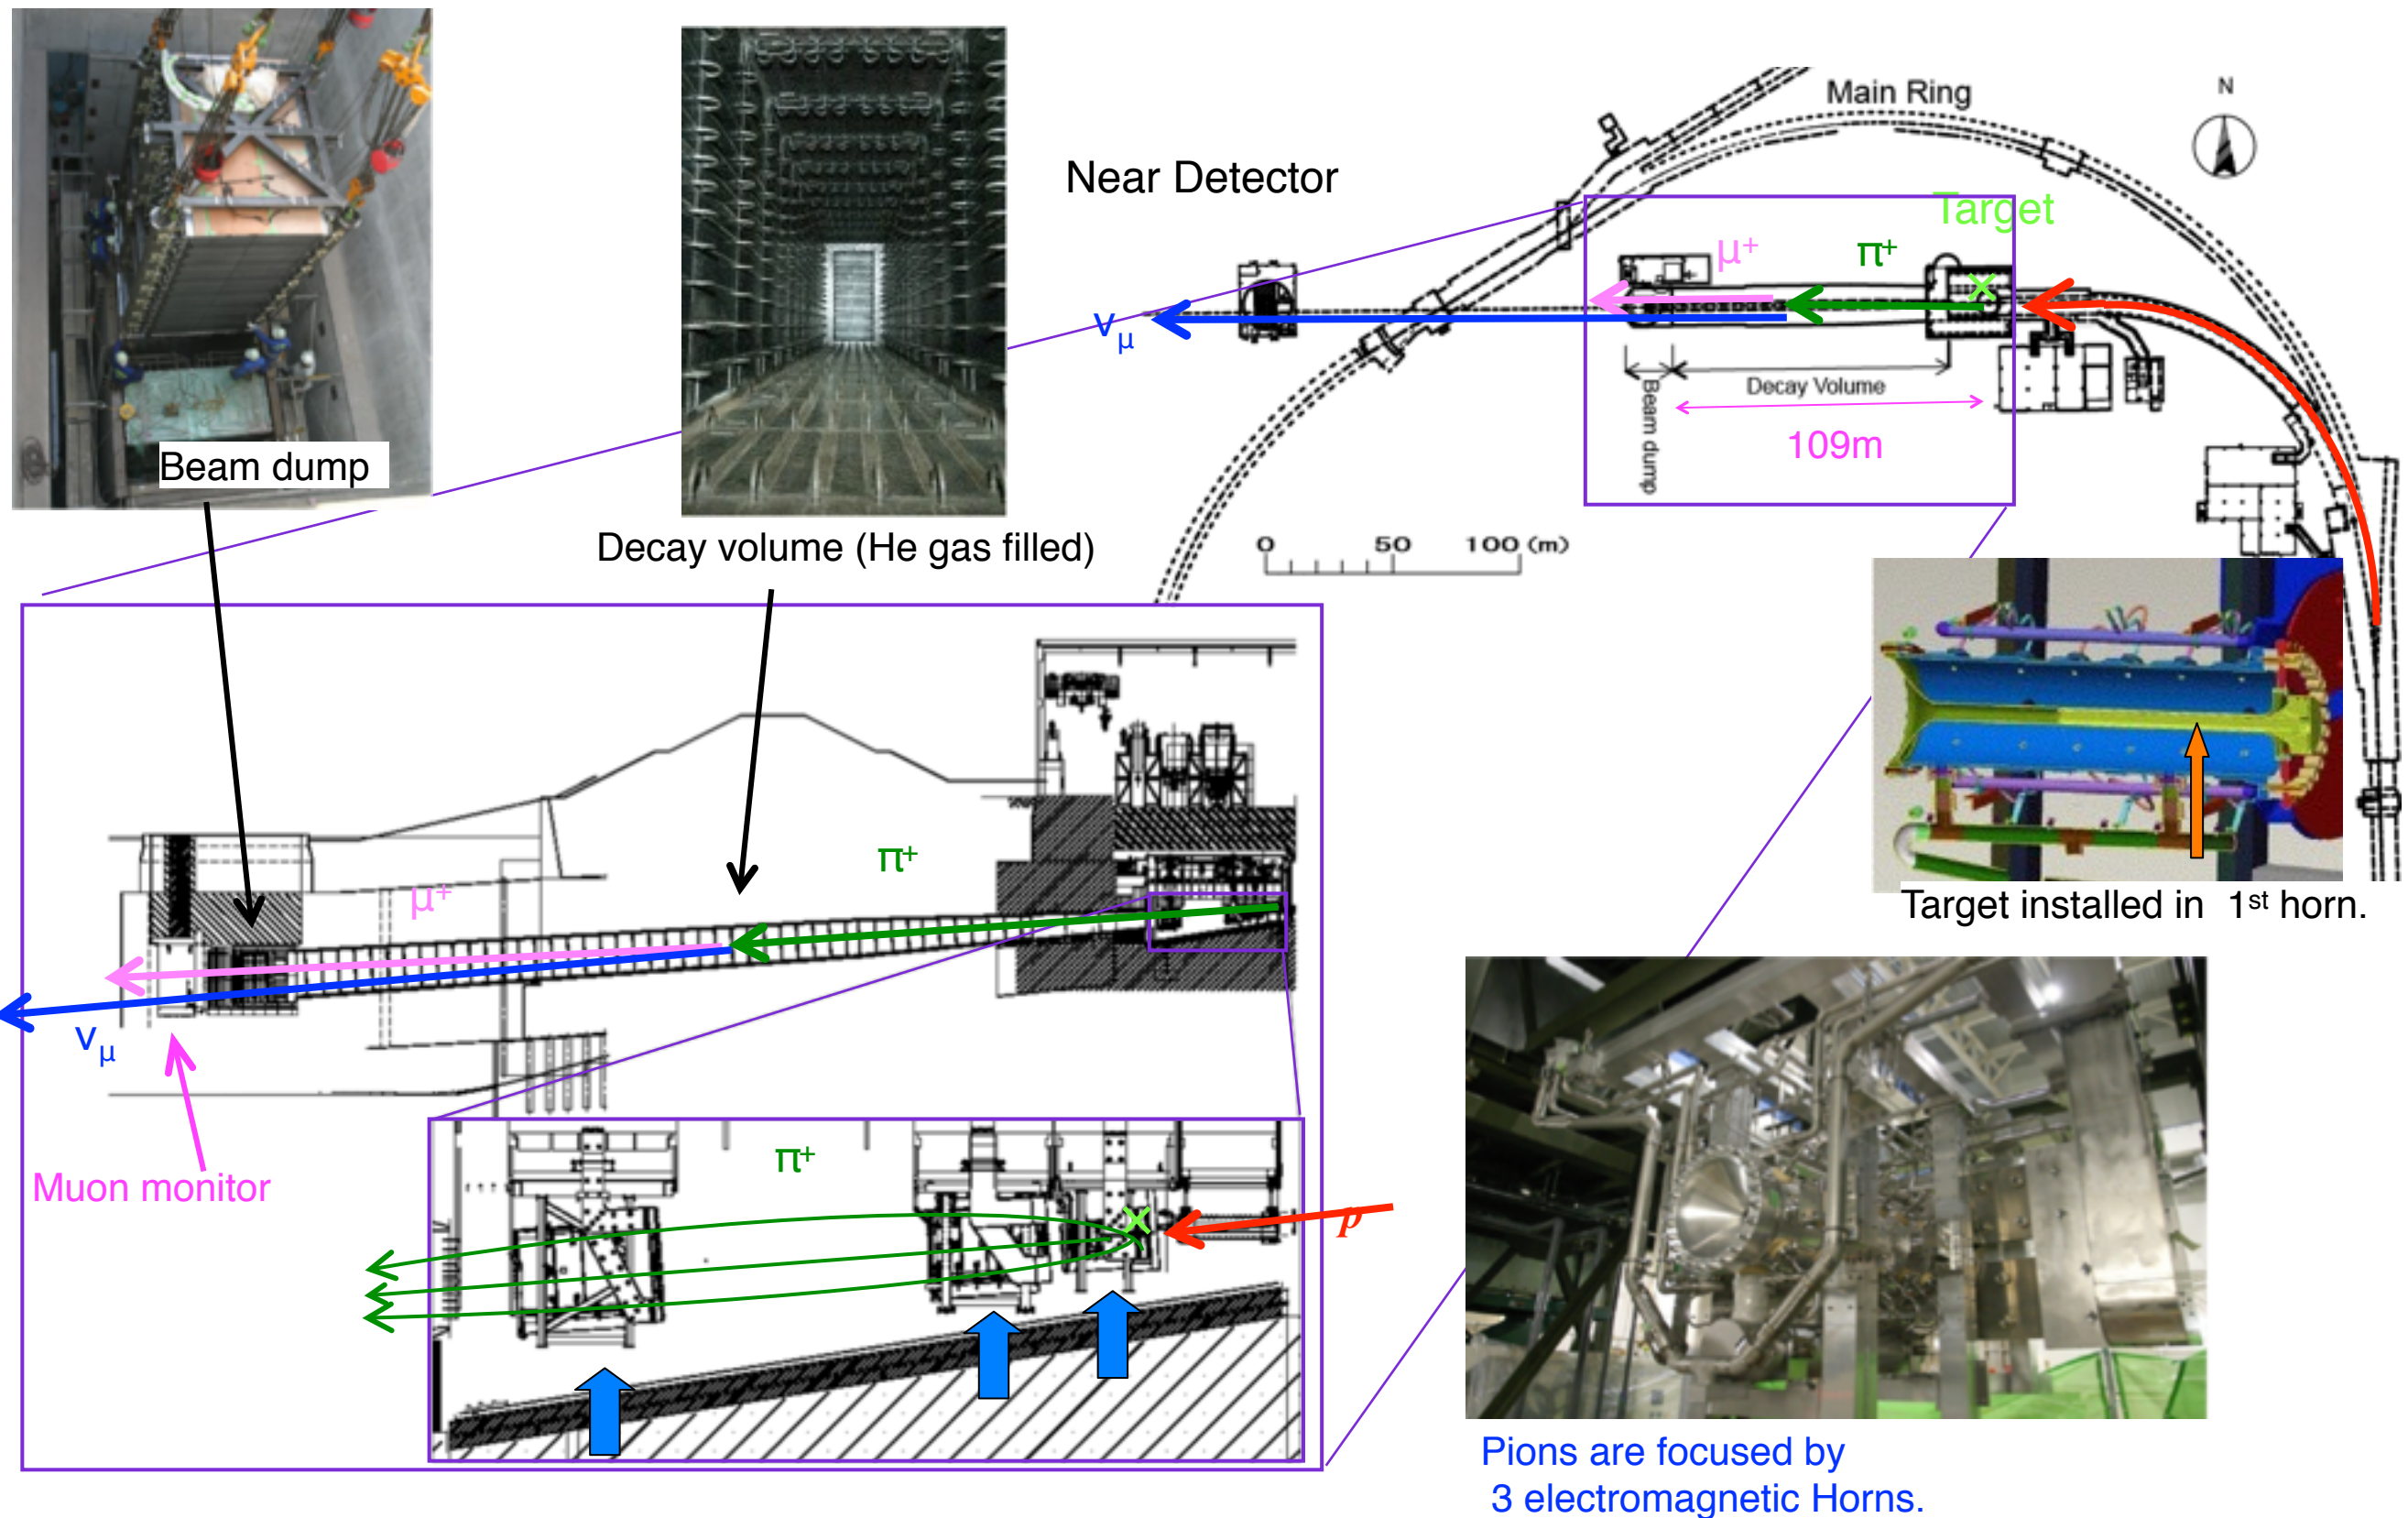 Main Ring
N
Near Detector
Target
μ+
π+
νμ
Decay Volume
Beam dump
109m
0 50 100 (m)
Beam dump
Decay volume (He gas filled)
Target installed in 1st horn.
π+
μ+
νμ
Muon monitor
π+
p
Pions are focused by
3 electromagnetic Horns.